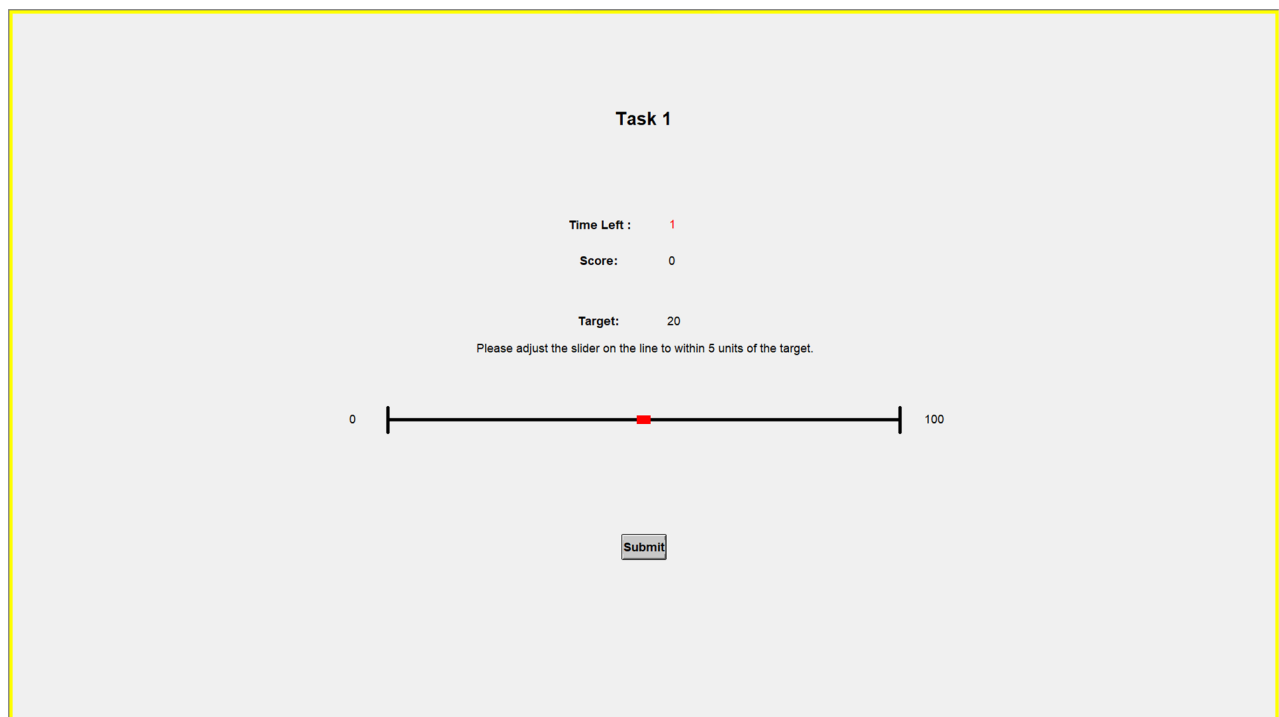 Task 1
Time Left : 1
Score: 0
Target: 20
Please adjust the slider on the line to within 5 units of the target.
0 100
Submit